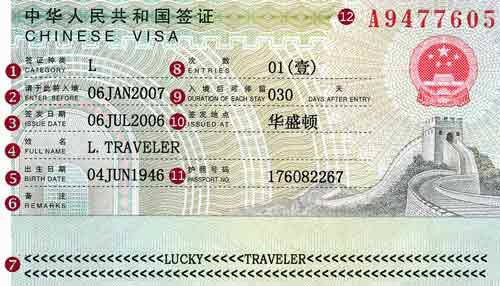 中华人民共和国签证 12 A9477605
CHINESE VISA
1 签证种类 CATEGORY L 8 次数 ENTRIES 01(壹)
2 请于此前入境 ENTER BEFORE 06JAN2007 9 入境后可停留 DURATION OF EACH STAY 030 天 DAYS AFTER ENTRY
3 签发日期 ISSUE DATE 06JUL2006 10 签发地点 ISSUED AT 华盛顿
4 姓名 FULL NAME L. TRAVELER
5 出生日期 BIRTH DATE 04JUN1946 11 护照号码 PASSPORT NO. 176082267
6 备注 REMARKS
7 <<<<<<<<<<<<<<<<<LUCKY<<<<<TRAVELER<<<<<<<<<<<<<<<<<<<<<
<<<<<<<<<<<<<<<<<<<<<<<<<<<<<<<<<<<<<<<<<<<<<<<<<<<<<<<